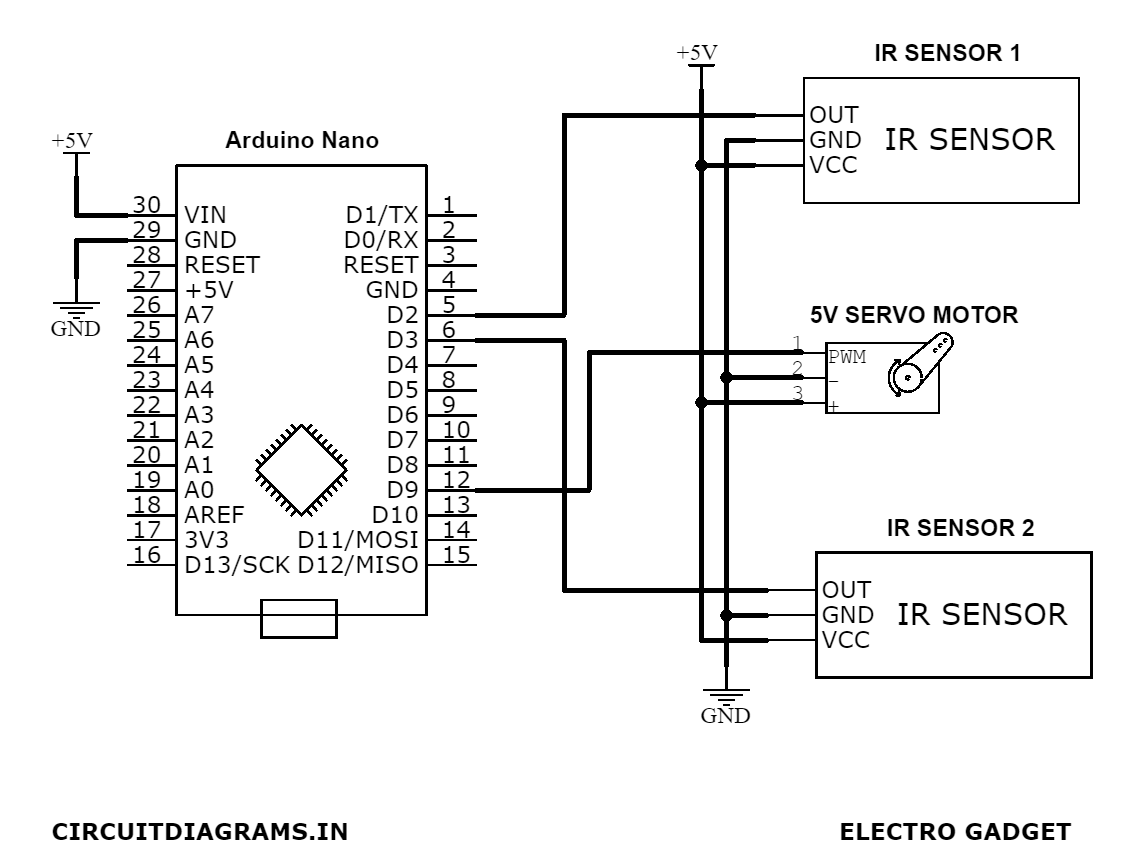 +5V
IR SENSOR 1
OUT
GND
VCC
IR SENSOR
+5V
Arduino Nano
30 VIN D1/TX 1
29 GND D0/RX 2
28 RESET RESET 3
27 +5V GND 4
26 A7 D2 5
25 A6 D3 6
24 A5 D4 7
23 A4 D5 8
22 A3 D6 9
21 A2 D7 10
20 A1 D8 11
19 A0 D9 12
18 AREF D10 13
17 3V3 D11/MOSI 14
16 D13/SCK D12/MISO 15
GND
5V SERVO MOTOR
1 PWM
2 −
3 +
IR SENSOR 2
OUT
GND
VCC
IR SENSOR
GND
CIRCUITDIAGRAMS.IN
ELECTRO GADGET